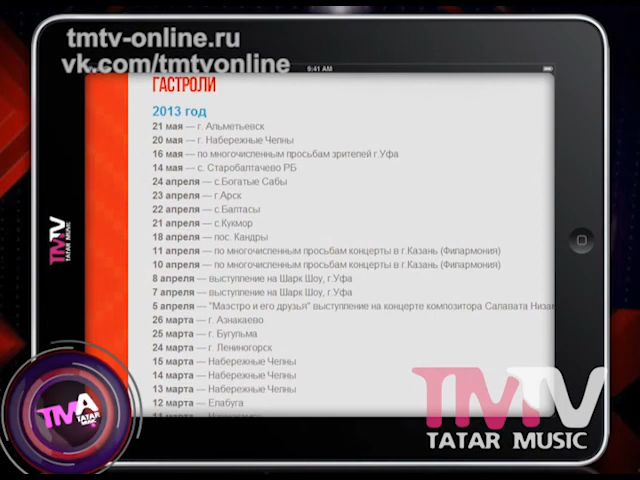 tmtv-online.ru
vk.com/tmtvonline
9:41 AM
ГАСТРОЛИ
2013 год
21 мая — г. Альметьевск
20 мая — г. Набережные Челны
16 мая — по многочисленным просьбам зрителей г.Уфа
14 мая — с. Старобалтачево РБ
24 апреля — с.Богатые Сабы
23 апреля — г.Арск
22 апреля — с.Балтасы
21 апреля — с.Кукмор
18 апреля — пос. Кандры
11 апреля — по многочисленным просьбам концерты в г.Казань (Филармония)
10 апреля — по многочисленным просьбам концерты в г.Казань (Филармония)
8 апреля — выступление на Шарк Шоу, г.Уфа
7 апреля — выступление на Шарк Шоу, г.Уфа
5 апреля — "Маэстро и его друзья" выступление на концерте композитора Салавата Низам
26 марта — г. Азнакаево
25 марта — г. Бугульма
24 марта — г. Лениногорск
15 марта — Набережные Челны
14 марта — Набережные Челны
13 марта — Набережные Челны
12 марта — Елабуга
11 марта —
TMTV
TATAR MUSIC
TMA
TATAR
MUSIC
TMTV
TATAR MUSIC